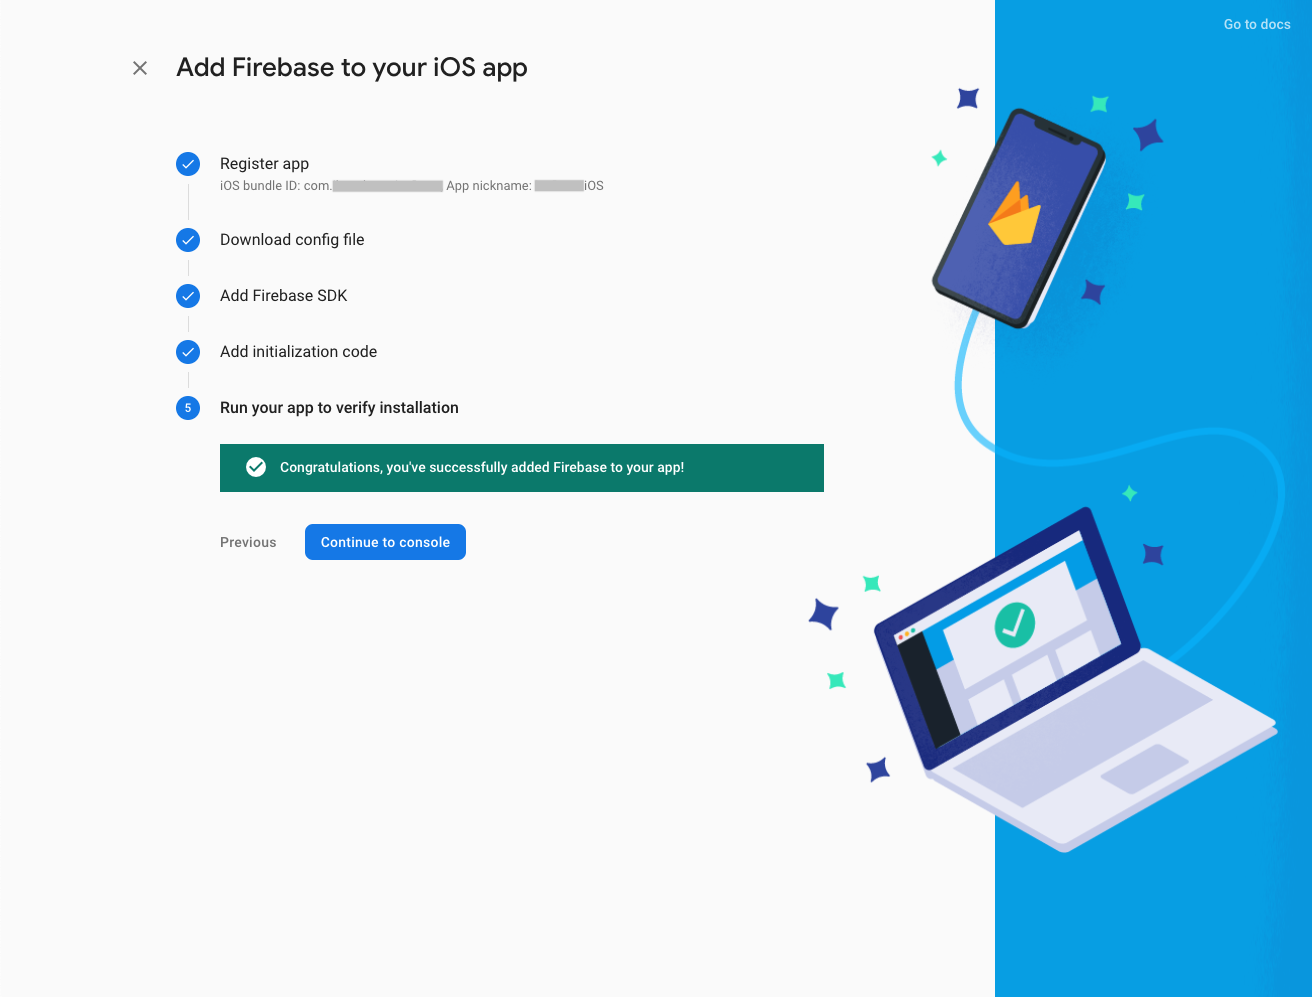 Go to docs
Add Firebase to your iOS app
Register app
iOS bundle ID: com. App nickname: iOS
Download config file
Add Firebase SDK
Add initialization code
5 Run your app to verify installation
Congratulations, you've successfully added Firebase to your app!
Previous Continue to console